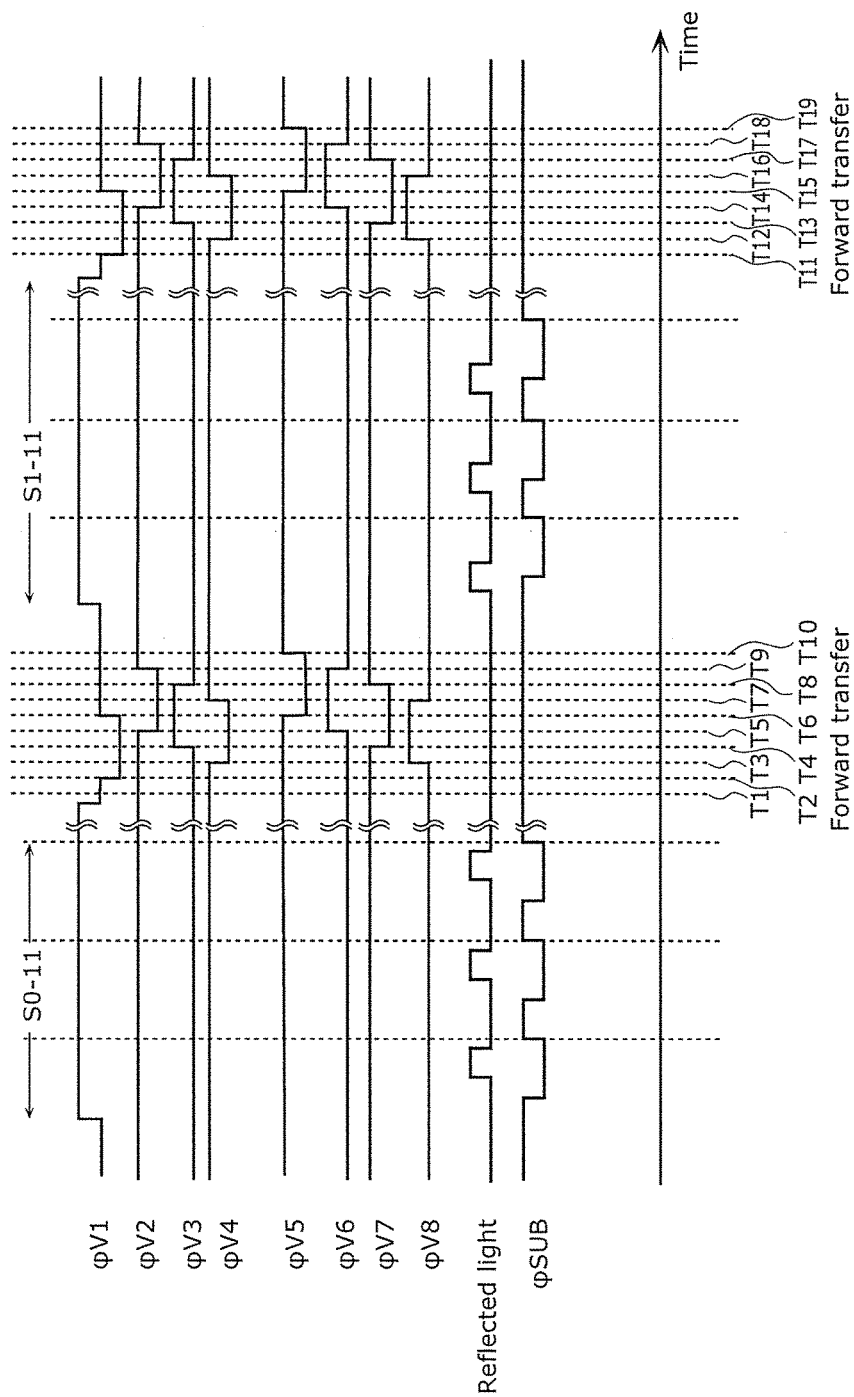 S0-11
S1-11
φV1
φV2
φV3
φV4
φV5
φV6
φV7
φV8
Reflected light
φSUB
Time
T1 T3 T5 T7 T9
T2 T4 T6 T8 T10
Forward transfer
T12 T14 T16 T18
T11 T13 T15 T17 T19
Forward transfer